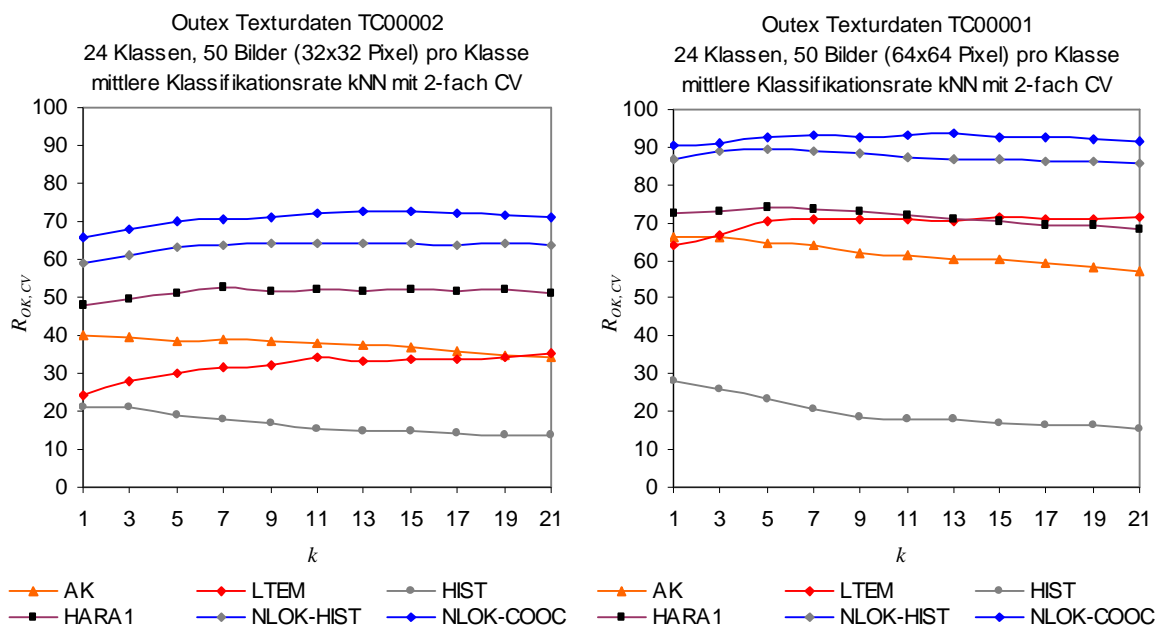 Outex Texturdaten TC00002
24 Klassen, 50 Bilder (32x32 Pixel) pro Klasse
mittlere Klassifikationsrate kNN mit 2-fach CV
100
90
80
70
60
50
40
30
20
10
0
R_OK,CV
1 3 5 7 9 11 13 15 17 19 21
k
AK LTEM HIST
HARA1 NLOK-HIST NLOK-COOC
Outex Texturdaten TC00001
24 Klassen, 50 Bilder (64x64 Pixel) pro Klasse
mittlere Klassifikationsrate kNN mit 2-fach CV
100
90
80
70
60
50
40
30
20
10
0
R_OK,CV
1 3 5 7 9 11 13 15 17 19 21
k
AK LTEM HIST
HARA1 NLOK-HIST NLOK-COOC